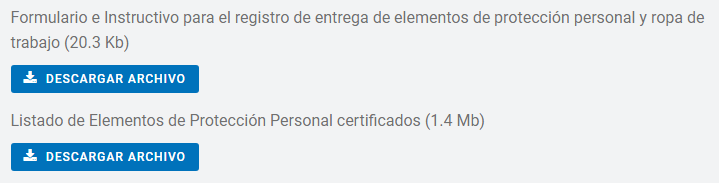 Formulario e Instructivo para el registro de entrega de elementos de protección personal y ropa de
trabajo (20.3 Kb)
DESCARGAR ARCHIVO
Listado de Elementos de Protección Personal certificados (1.4 Mb)
DESCARGAR ARCHIVO